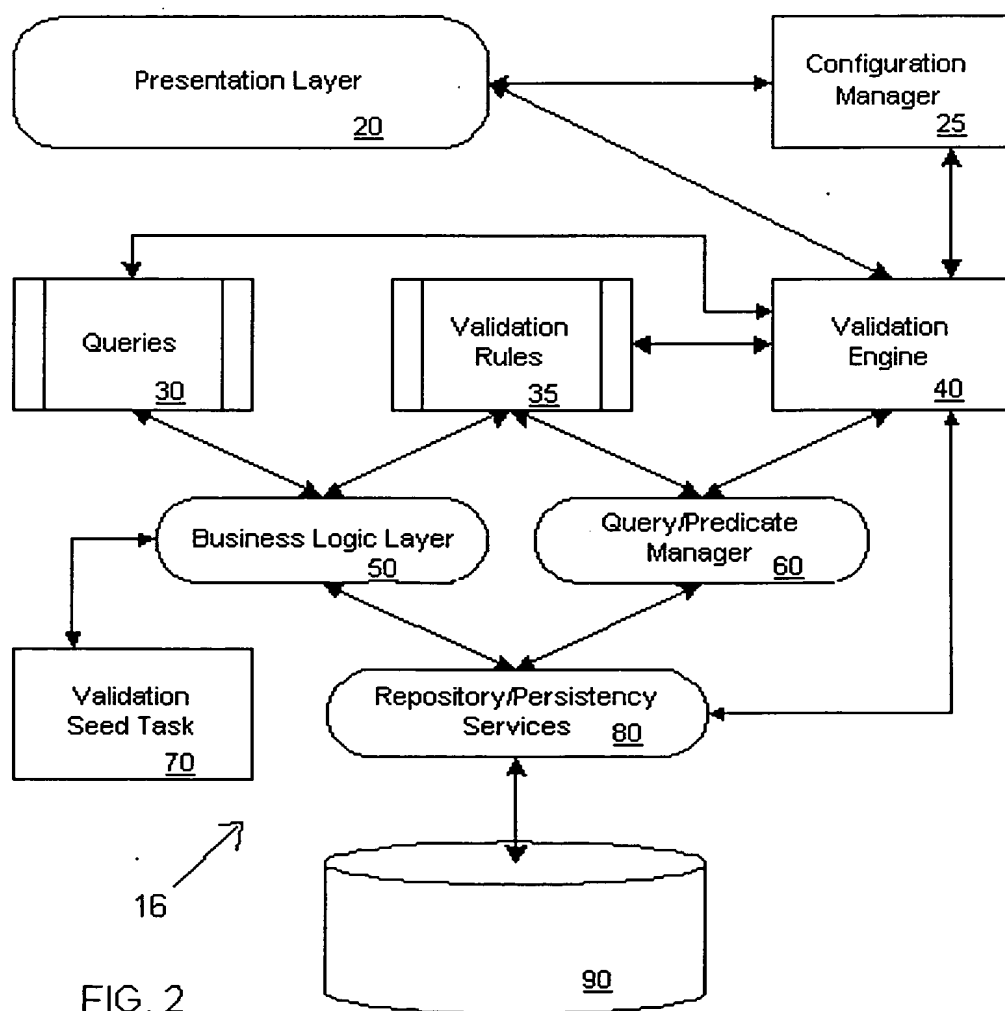 Presentation Layer
20
Configuration
Manager
25
Queries
30
Validation
Rules
35
Validation
Engine
40
Business Logic Layer
50
Query/Predicate
Manager
60
Validation
Seed Task
70
Repository/Persistency
Services
80
16
90
FIG. 2